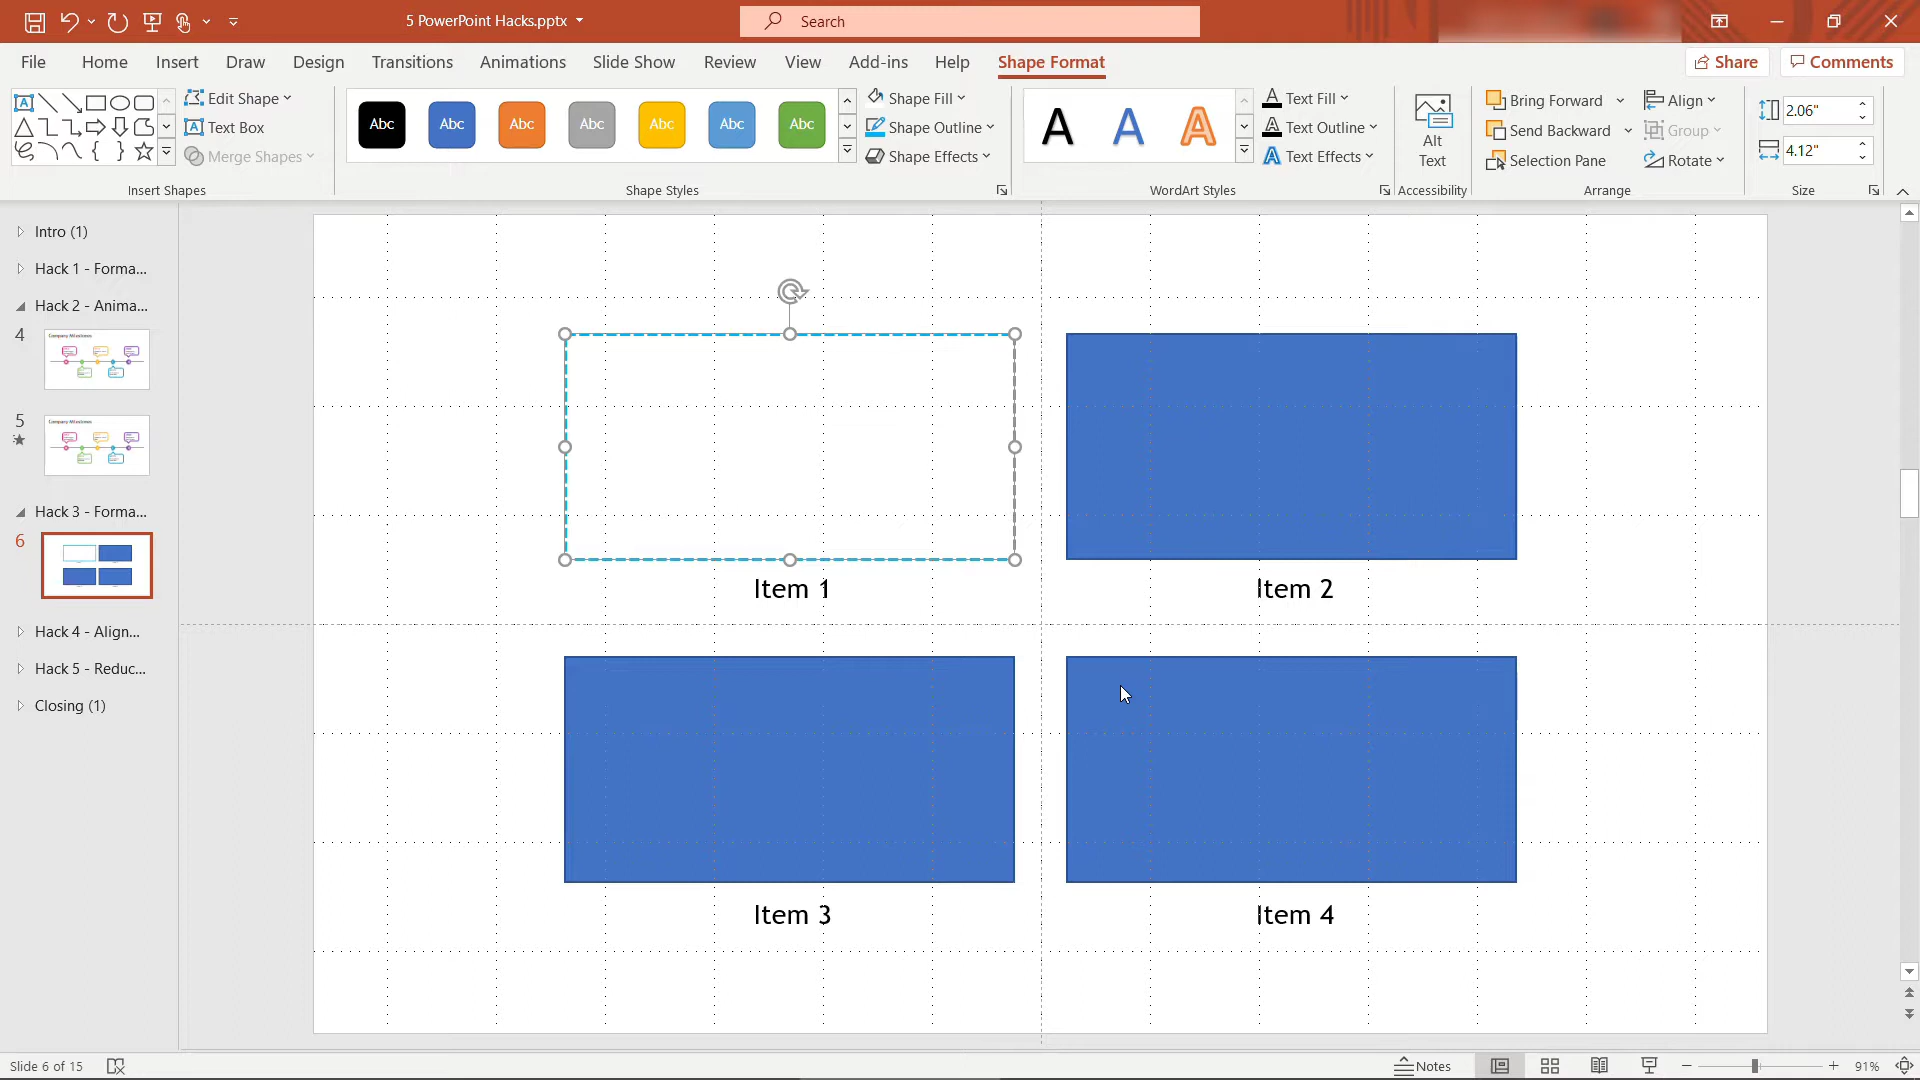 5 PowerPoint Hacks.pptx
Search
File Home Insert Draw Design Transitions Animations Slide Show Review View Add-ins Help Shape Format
Share
Comments
Edit Shape
Text Box
Merge Shapes
Insert Shapes
Abc Abc Abc Abc Abc Abc Abc
Shape Fill
Shape Outline
Shape Effects
Shape Styles
A A A
Text Fill
Text Outline
Text Effects
WordArt Styles
Alt
Text
Accessibility
Bring Forward
Send Backward
Selection Pane
Align
Group
Rotate
Arrange
2.06"
4.12"
Size
Intro (1)
Hack 1 - Forma...
Hack 2 - Anima...
4
Company Milestones
5
Company Milestones
Hack 3 - Forma...
6
Hack 4 - Align...
Hack 5 - Reduc...
Closing (1)
Item 1
Item 2
Item 3
Item 4
Slide 6 of 15
Notes
91%